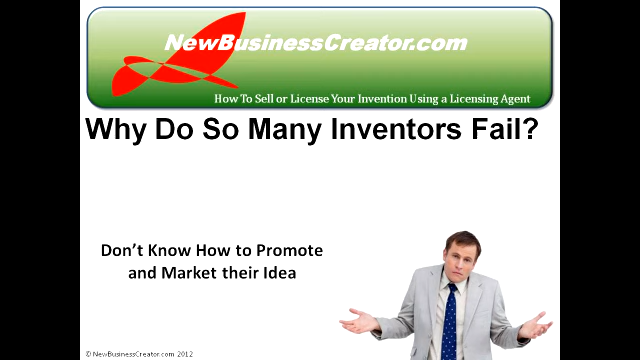 NewBusinessCreator.com
How To Sell or License Your Invention Using a Licensing Agent
Why Do So Many Inventors Fail?
Don't Know How to Promote
and Market their Idea
© NewBusinessCreator.com 2012